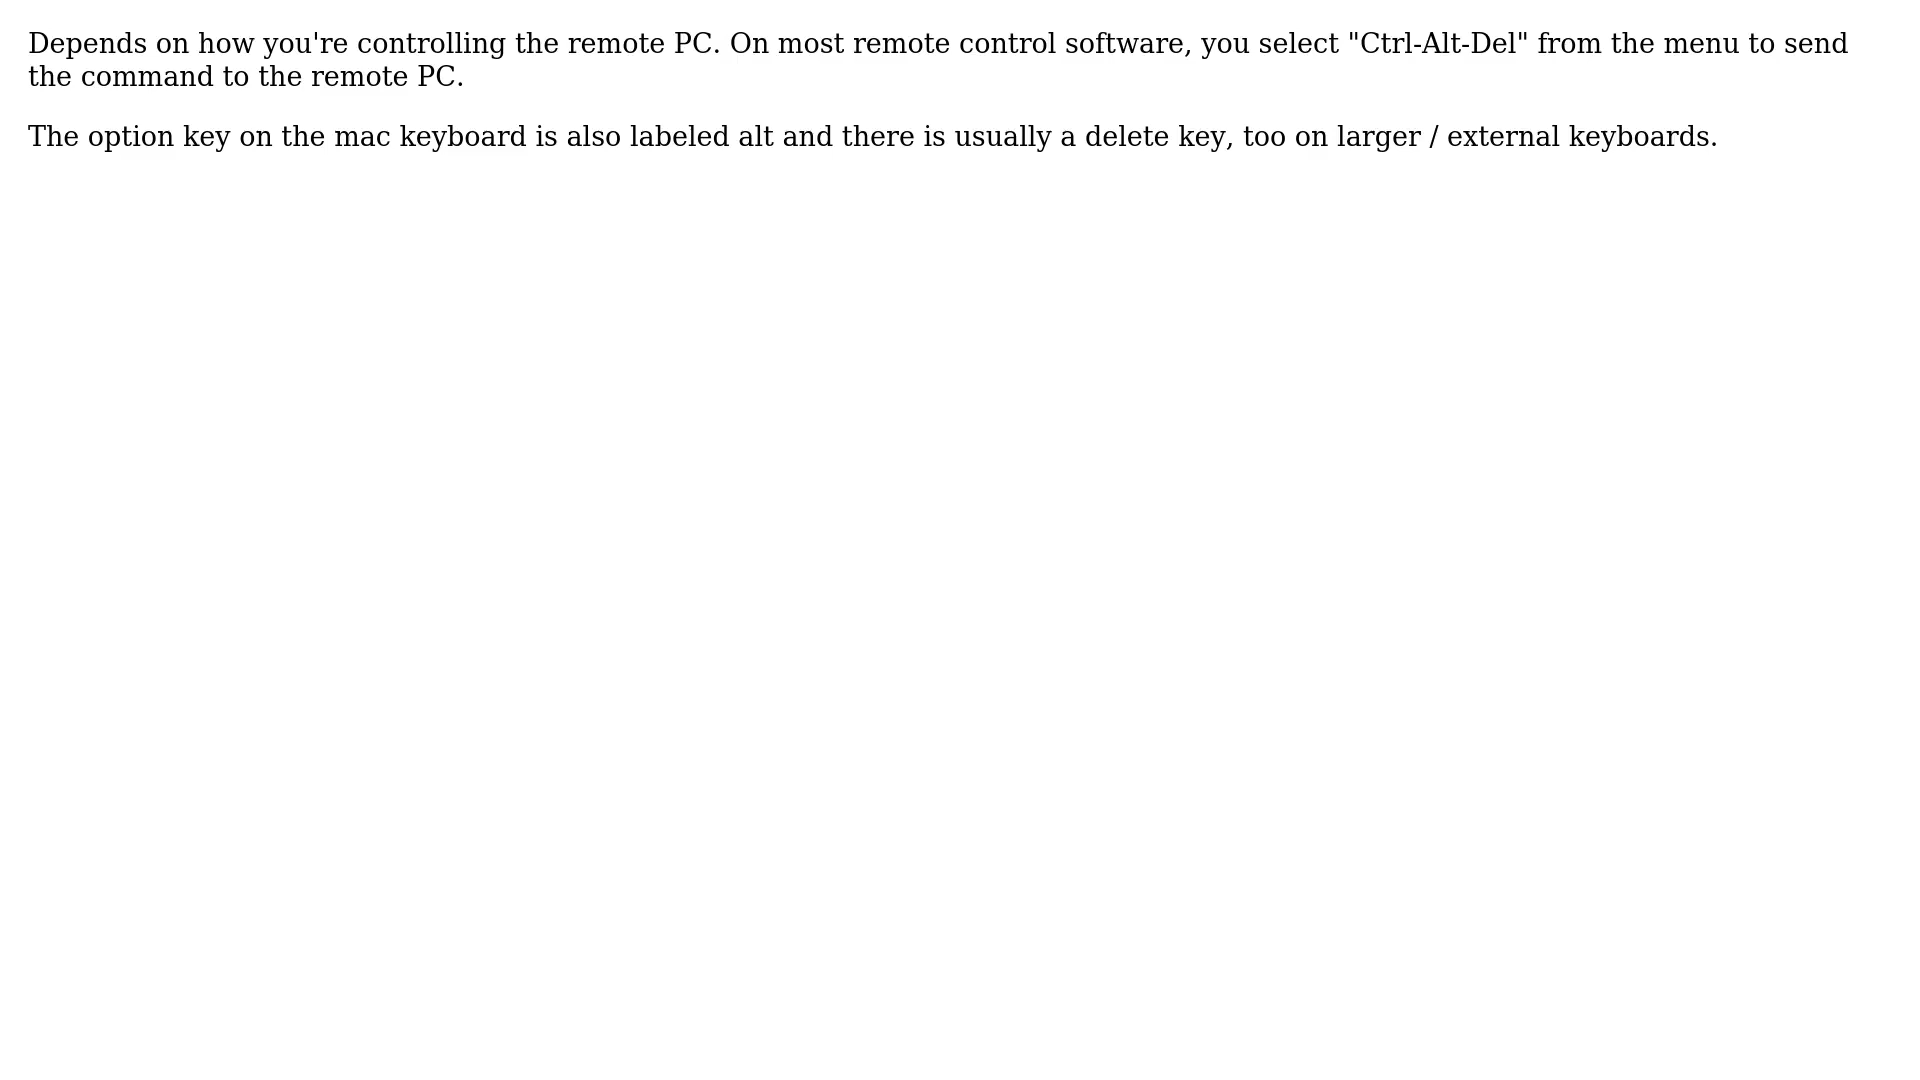 Depends on how you're controlling the remote PC. On most remote control software, you select "Ctrl-Alt-Del" from the menu to send
the command to the remote PC.
The option key on the mac keyboard is also labeled alt and there is usually a delete key, too on larger / external keyboards.